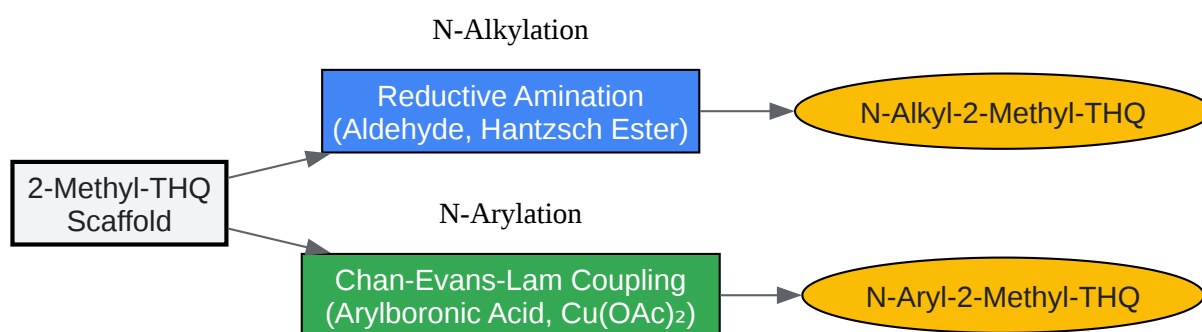 N-Alkylation
Reductive Amination
(Aldehyde, Hantzsch Ester)
N-Alkyl-2-Methyl-THQ
2-Methyl-THQ
Scaffold
N-Arylation
Chan-Evans-Lam Coupling
(Arylboronic Acid, Cu(OAc)₂)
N-Aryl-2-Methyl-THQ